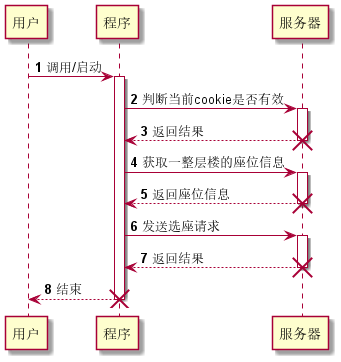 用户 程序 服务器
1 调用/启动
2 判断当前cookie是否有效
3 返回结果
4 获取一整层楼的座位信息
5 返回座位信息
6 发送选座请求
7 返回结果
8 结束
用户 程序 服务器